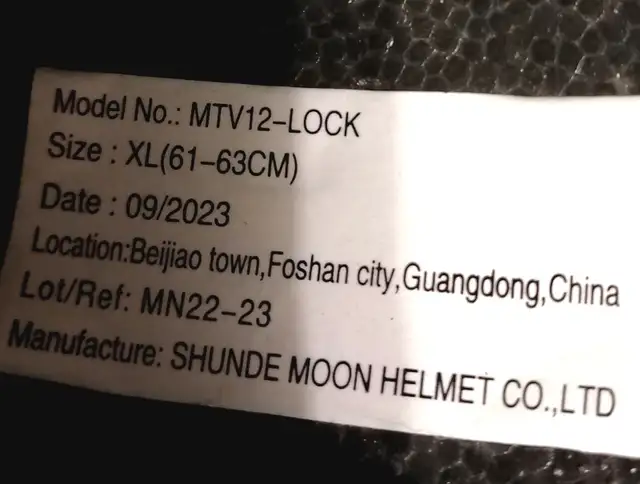 Model No.: MTV12-LOCK
Size : XL(61-63CM)
Date : 09/2023
Location:Beijiao town,Foshan city,Guangdong,China
Lot/Ref: MN22-23
Manufacture: SHUNDE MOON HELMET CO.,LTD